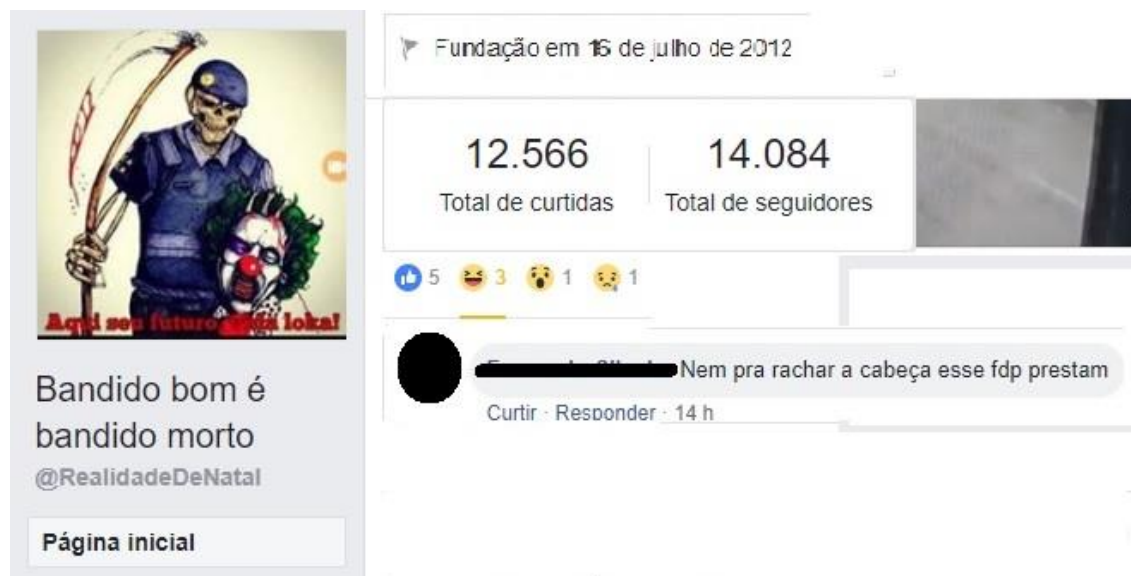 Aqui seu futuro loka!
Bandido bom é
bandido morto
@RealidadeDeNatal
Página inicial
Fundação em 16 de julho de 2012
12.566
Total de curtidas
14.084
Total de seguidores
5 3 1 1
Nem pra rachar a cabeça esse fdp prestam
Curtir · Responder · 14 h